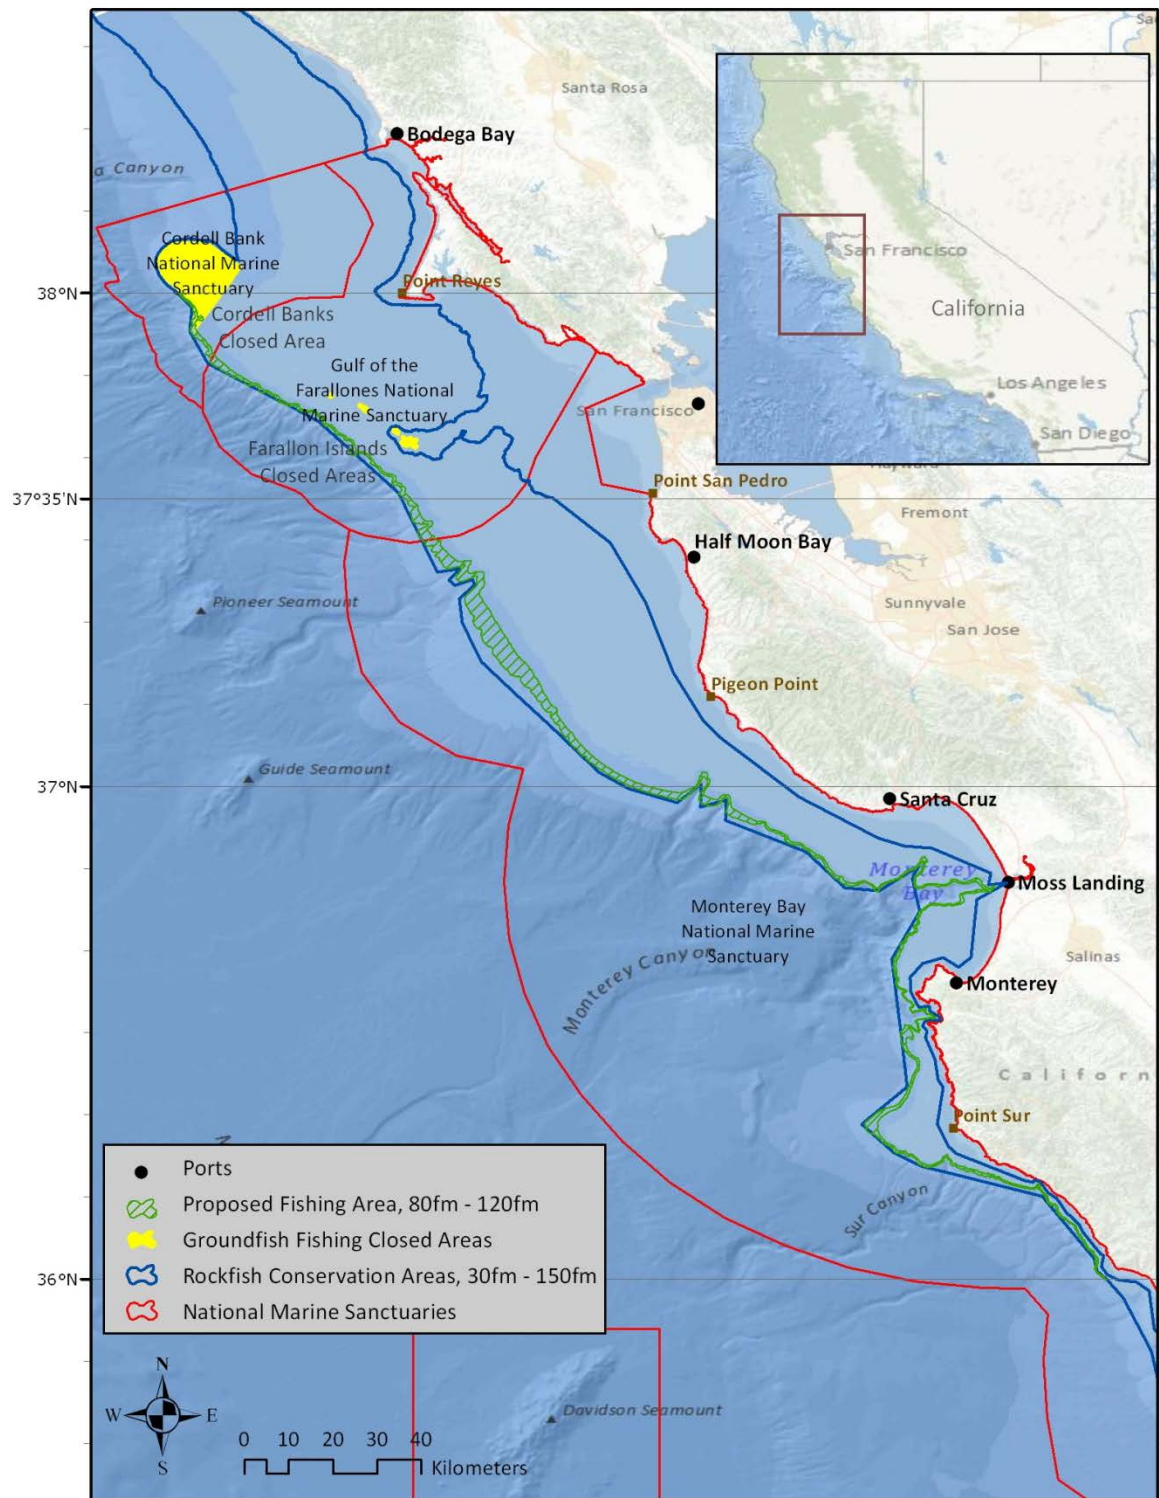 Santa Rosa
Bodega Bay
a Canyon
San Francisco
California
Los Angeles
San Diego
Cordell Bank
National Marine
Sanctuary
Point Reyes
38°N
Cordell Banks
Closed Area
Gulf of the
Farallones National
Marine Sanctuary
San Francisco
Farallon Islands
Closed Areas
Point San Pedro
37°35'N
Fremont
Half Moon Bay
Pioneer Seamount
Sunnyvale
San Jose
Pigeon Point
Guide Seamount
37°N
Santa Cruz
Monterey
Bay
Moss Landing
Monterey Bay
National Marine
Sanctuary
Salinas
Monterey Canyon
Monterey
Californ
Point Sur
Sur Canyon
Ports
Proposed Fishing Area, 80fm - 120fm
Groundfish Fishing Closed Areas
Rockfish Conservation Areas, 30fm - 150fm
National Marine Sanctuaries
36°N
N
W
E
S
0 10 20 30 40
Kilometers
Davidson Seamount